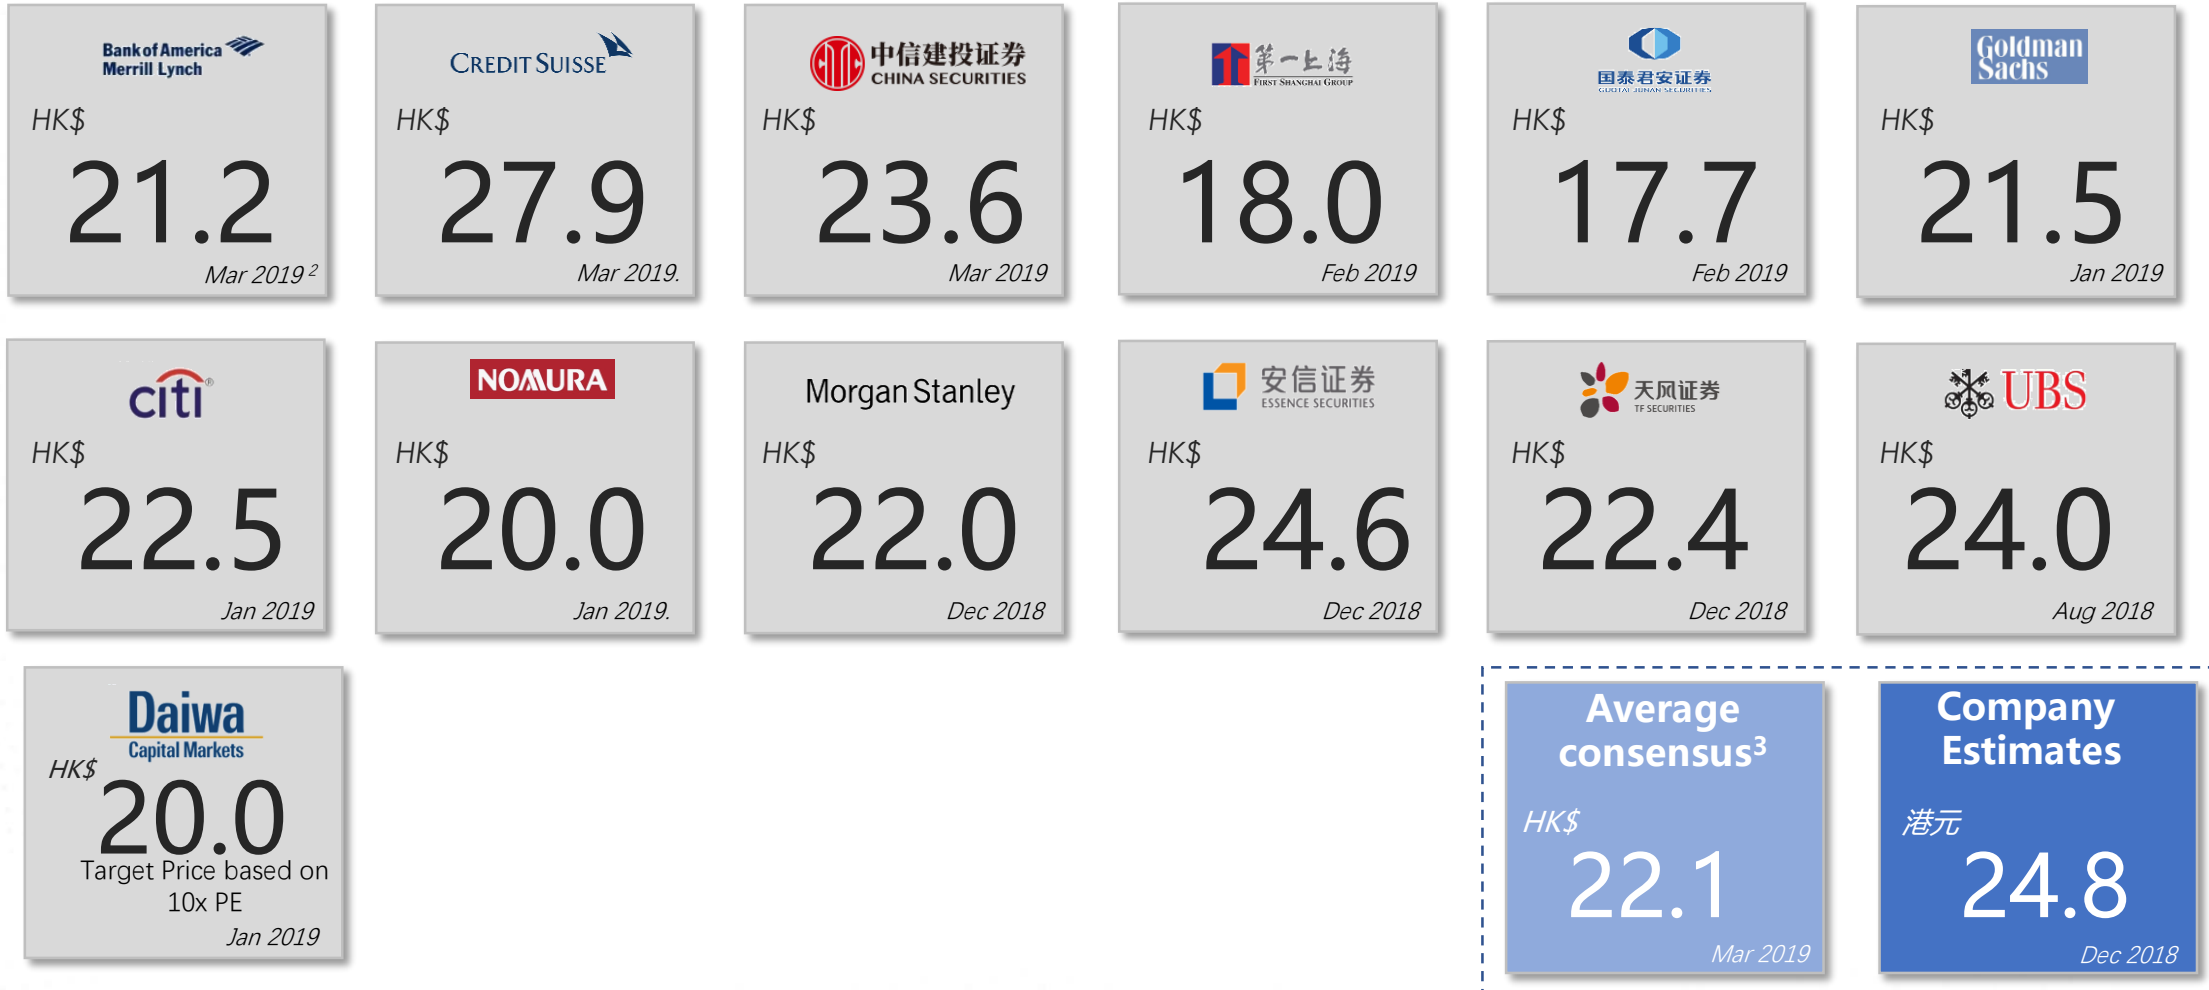 Bank of America
Merrill Lynch
HK$
21.2
Mar 2019 2
CREDIT SUISSE
HK$
27.9
Mar 2019.
中信建投证券
CHINA SECURITIES
HK$
23.6
Mar 2019
第一上海
FIRST SHANGHAI GROUP
HK$
18.0
Feb 2019
国泰君安证券
GUOTAI JUNAN SECURITIES
HK$
17.7
Feb 2019
Goldman
Sachs
HK$
21.5
Jan 2019
citi®
HK$
22.5
Jan 2019
NOMURA
HK$
20.0
Jan 2019.
Morgan Stanley
HK$
22.0
Dec 2018
安信证券
ESSENCE SECURITIES
HK$
24.6
Dec 2018
天风证券
TF SECURITIES
HK$
22.4
Dec 2018
UBS
HK$
24.0
Aug 2018
Daiwa
Capital Markets
HK$
20.0
Target Price based on
10x PE
Jan 2019
Average
consensus3
HK$
22.1
Mar 2019
Company
Estimates
港元
24.8
Dec 2018